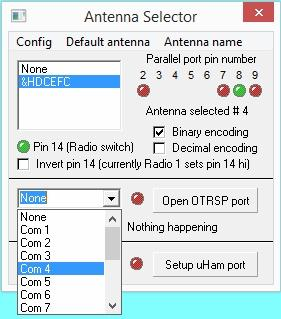 Antenna Selector
Config Default antenna Antenna name
None
&HDCEFC
Parallel port pin number
2 3 4 5 6 7 8 9
Antenna selected # 4
Pin 14 (Radio switch)
Binary encoding
Decimal encoding
Invert pin 14 (currently Radio 1 sets pin 14 hi)
None
Open OTRSP port
None
Com 1
Com 2
Com 3
Com 4
Com 5
Com 6
Com 7
Nothing happening
Setup uHam port